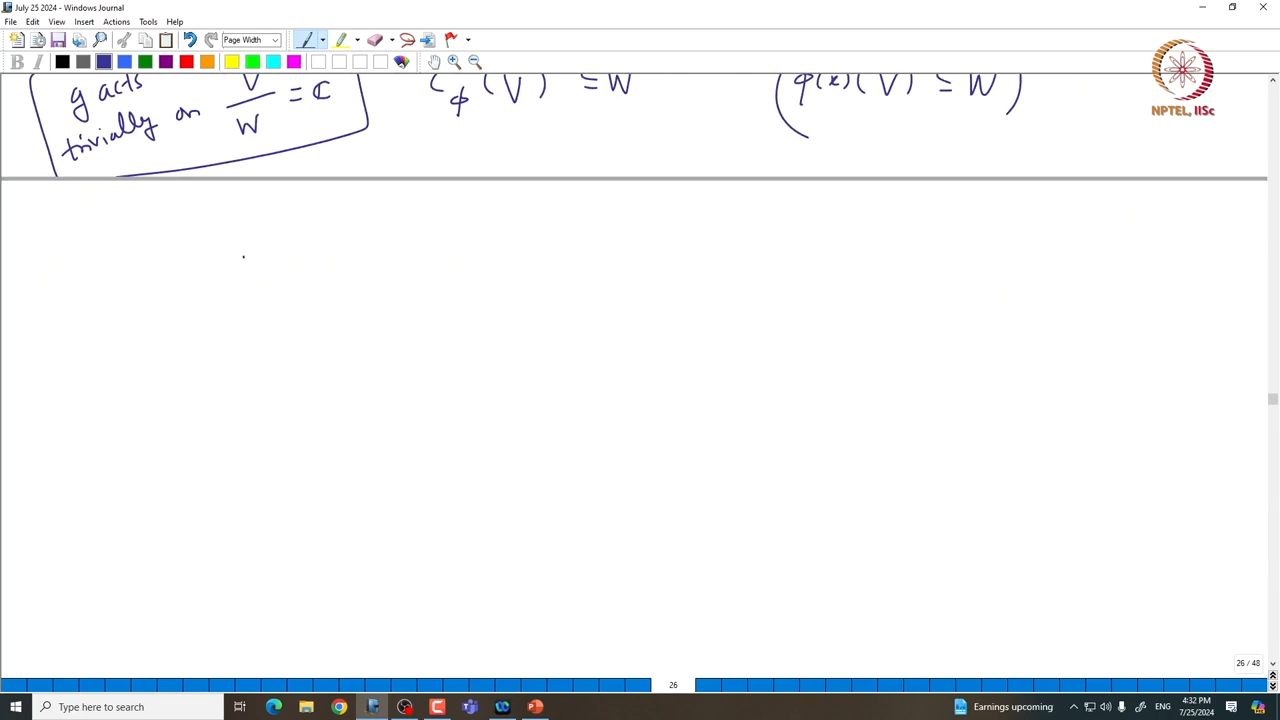 July 25 2024 - Windows Journal
File Edit View Insert Actions Tools Help
Page Width
B I
g acts
trivially on V/W = ℂ
C_φ (V) ⊆ W
(φ(x)(V) ⊆ W)
NPTEL, IISc
26 / 48
26
Type here to search
Earnings upcoming
ENG
4:32 PM
7/25/2024